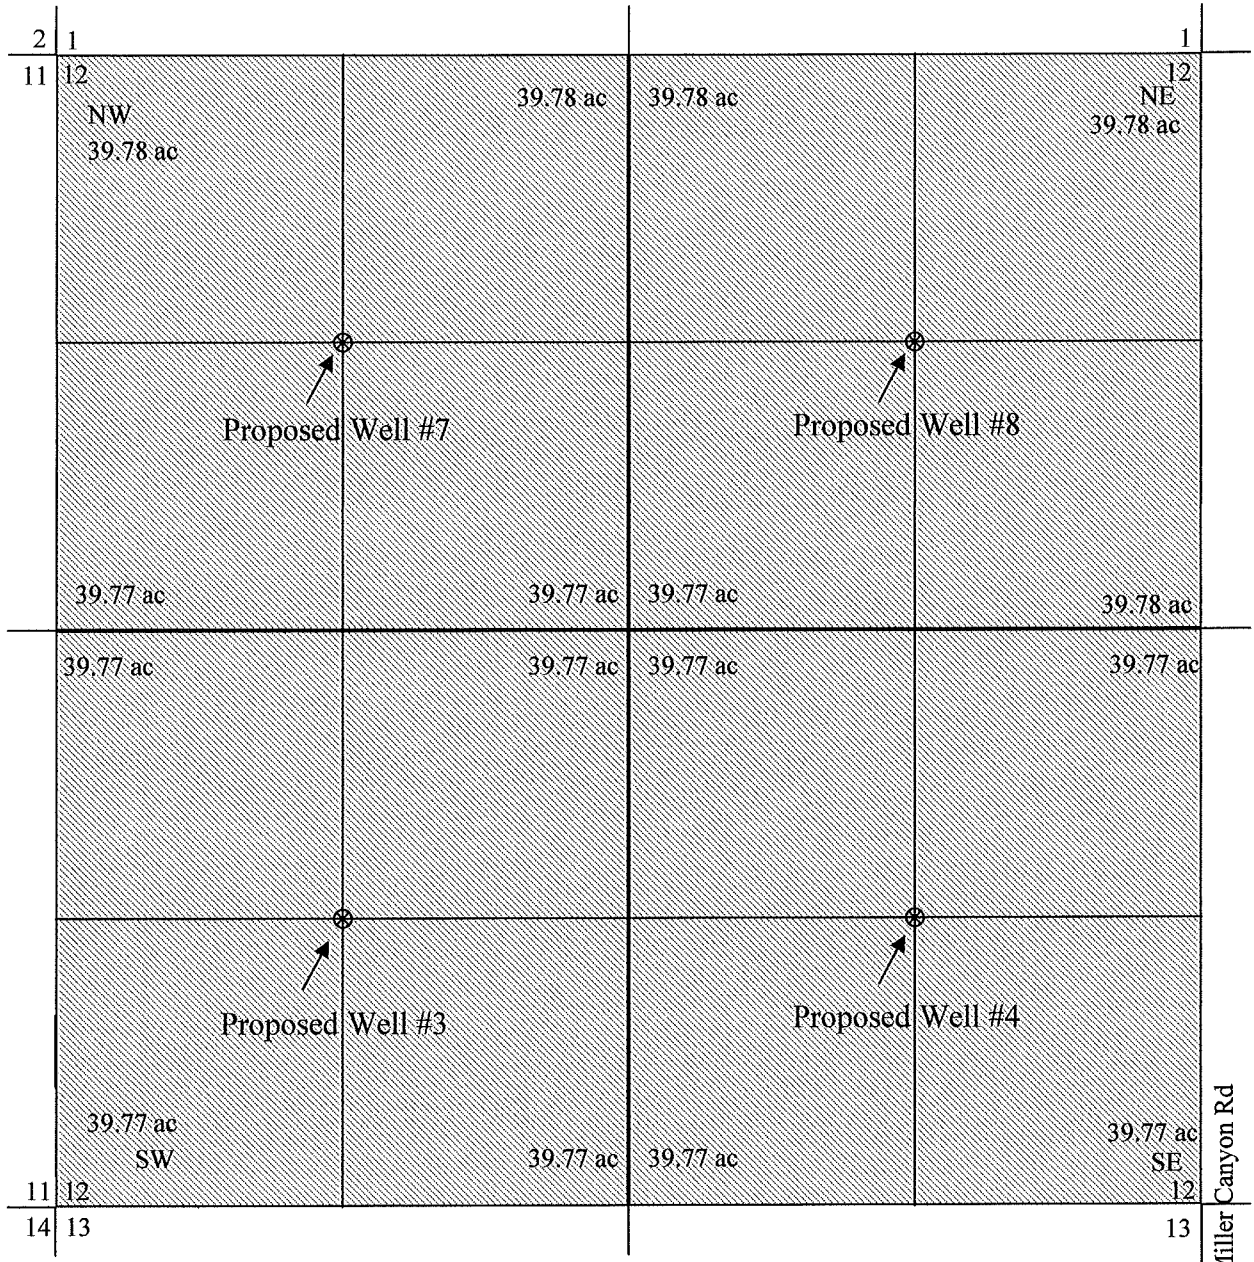 2 1
1
11 12
12
NW
39.78 ac
39.78 ac
39.78 ac
NE
39.78 ac
Proposed Well #7
Proposed Well #8
39.77 ac
39.77 ac
39.77 ac
39.78 ac
39.77 ac
39.77 ac
39.77 ac
39.77 ac
Proposed Well #3
Proposed Well #4
39.77 ac
SW
39.77 ac
39.77 ac
39.77 ac
SE
11 12
12
14 13
13
Canyon Rd